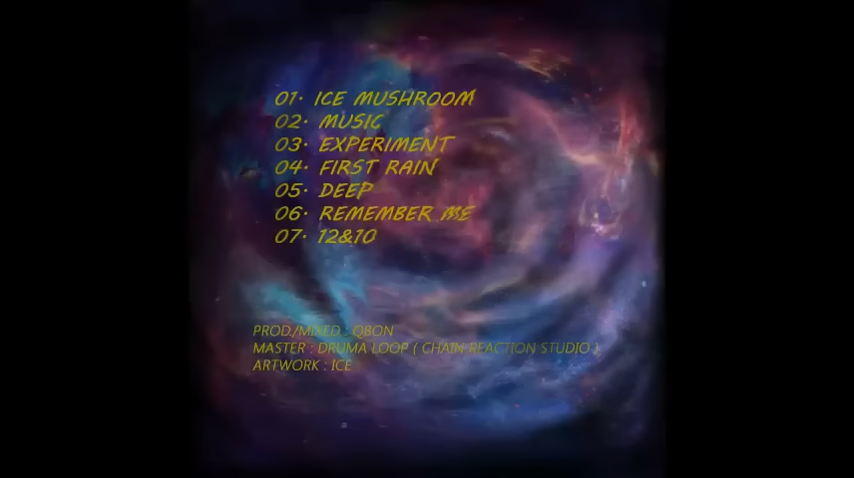 01· ICE MUSHROOM
02· MUSIC
03· EXPERIMENT
04· FIRST RAIN
05· DEEP
06· REMEMBER ME
07· 12&10
PROD./MIXED : QBON
MASTER : DRUMA LOOP ( CHAIN REACTION STUDIO )
ARTWORK : ICE